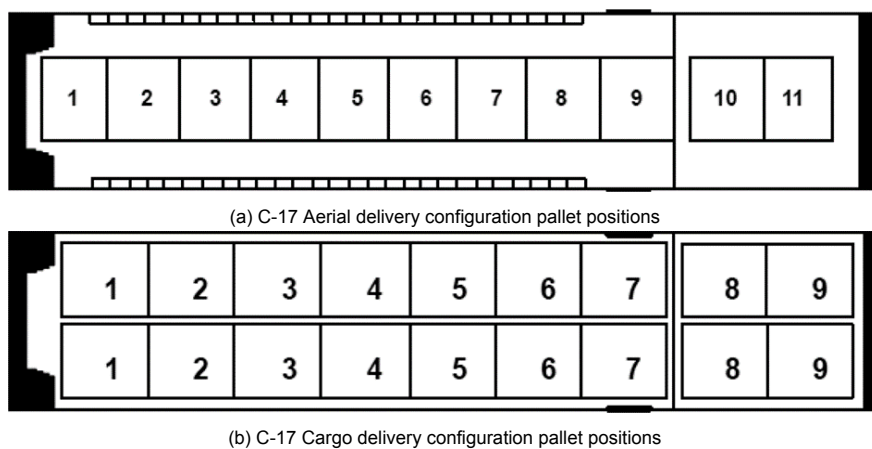 1 2 3 4 5 6 7 8 9 10 11
(a) C-17 Aerial delivery configuration pallet positions
1 2 3 4 5 6 7 8 9
1 2 3 4 5 6 7 8 9
(b) C-17 Cargo delivery configuration pallet positions